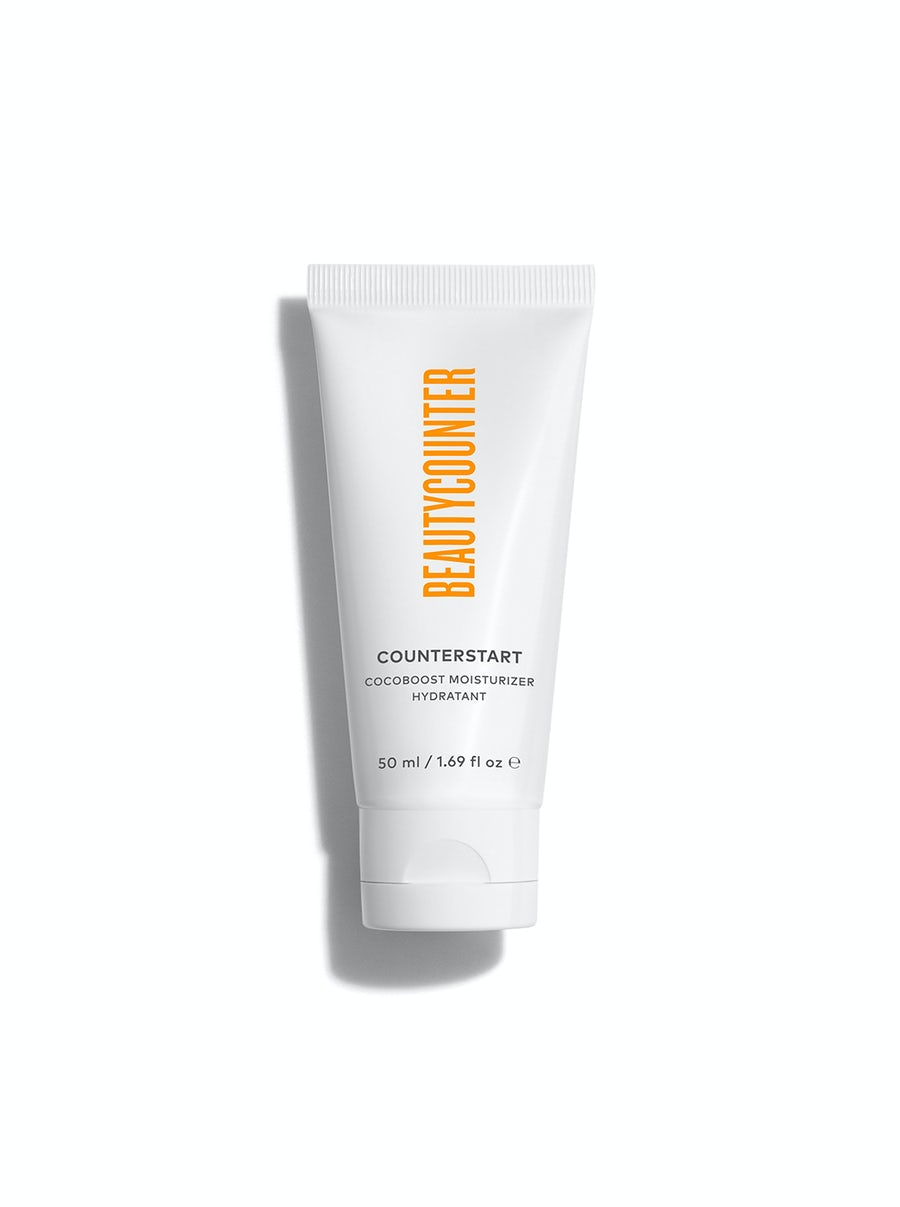 BEAUTYCOUNTER
COUNTERSTART
COCOBOOST MOISTURIZER
HYDRATANT
50 ml / 1.69 fl oz ℮